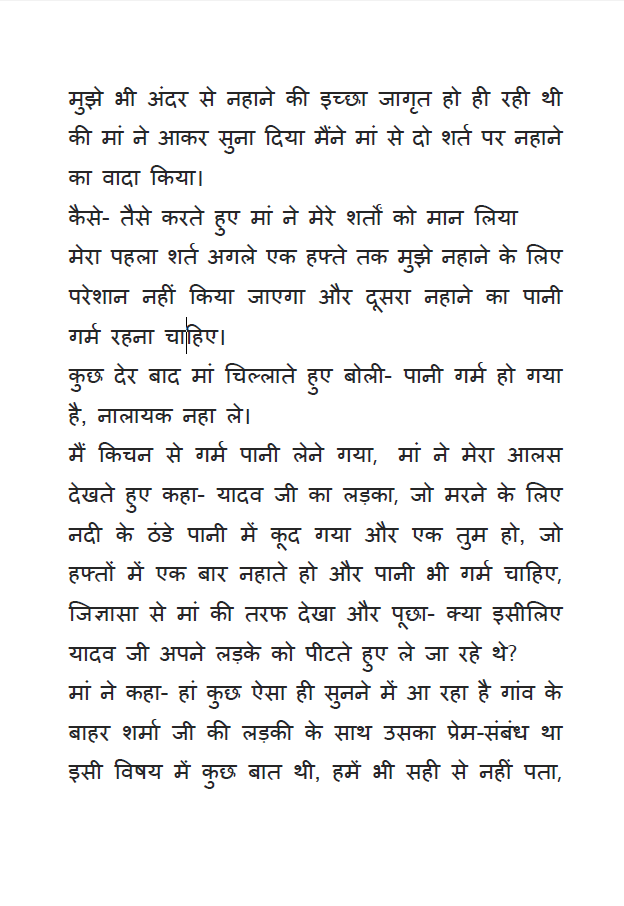 मुझे भी अंदर से नहाने की इच्छा जागृत हो ही रही थी
की मां ने आकर सुना दिया मैंने मां से दो शर्त पर नहाने
का वादा किया।
कैसे- तैसे करते हुए मां ने मेरे शर्तों को मान लिया
मेरा पहला शर्त अगले एक हफ्ते तक मुझे नहाने के लिए
परेशान नहीं किया जाएगा और दूसरा नहाने का पानी
गर्म रहना चाहिए।
कुछ देर बाद मां चिल्लाते हुए बोली- पानी गर्म हो गया
है, नालायक नहा ले।
मैं किचन से गर्म पानी लेने गया, मां ने मेरा आलस
देखते हुए कहा- यादव जी का लड़का, जो मरने के लिए
नदी के ठंडे पानी में कूद गया और एक तुम हो, जो
हफ्तों में एक बार नहाते हो और पानी भी गर्म चाहिए,
जिज्ञासा से मां की तरफ देखा और पूछा- क्या इसीलिए
यादव जी अपने लड़के को पीटते हुए ले जा रहे थे?
मां ने कहा- हां कुछ ऐसा ही सुनने में आ रहा है गांव के
बाहर शर्मा जी की लड़की के साथ उसका प्रेम-संबंध था
इसी विषय में कुछ बात थी, हमें भी सही से नहीं पता,